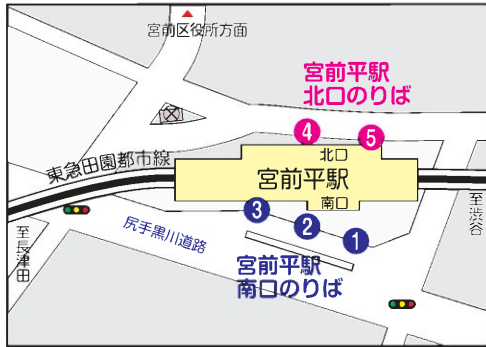 宮前区役所方面
宮前平駅
北口のりば
4
5
東急田園都市線
北口
宮前平駅
南口
3
2
1
至長津田
至渋谷
尻手黒川道路
宮前平駅
南口のりば